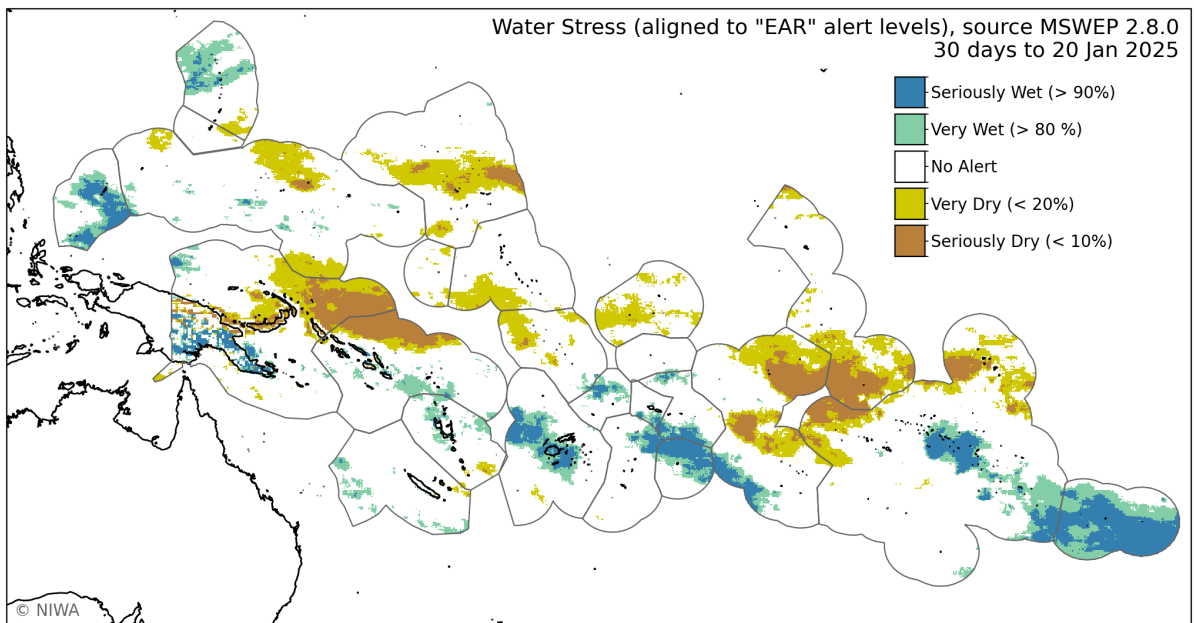 Water Stress (aligned to "EAR" alert levels), source MSWEP 2.8.0
30 days to 20 Jan 2025
Seriously Wet (> 90%)
Very Wet (> 80 %)
No Alert
Very Dry (< 20%)
Seriously Dry (< 10%)
© NIWA